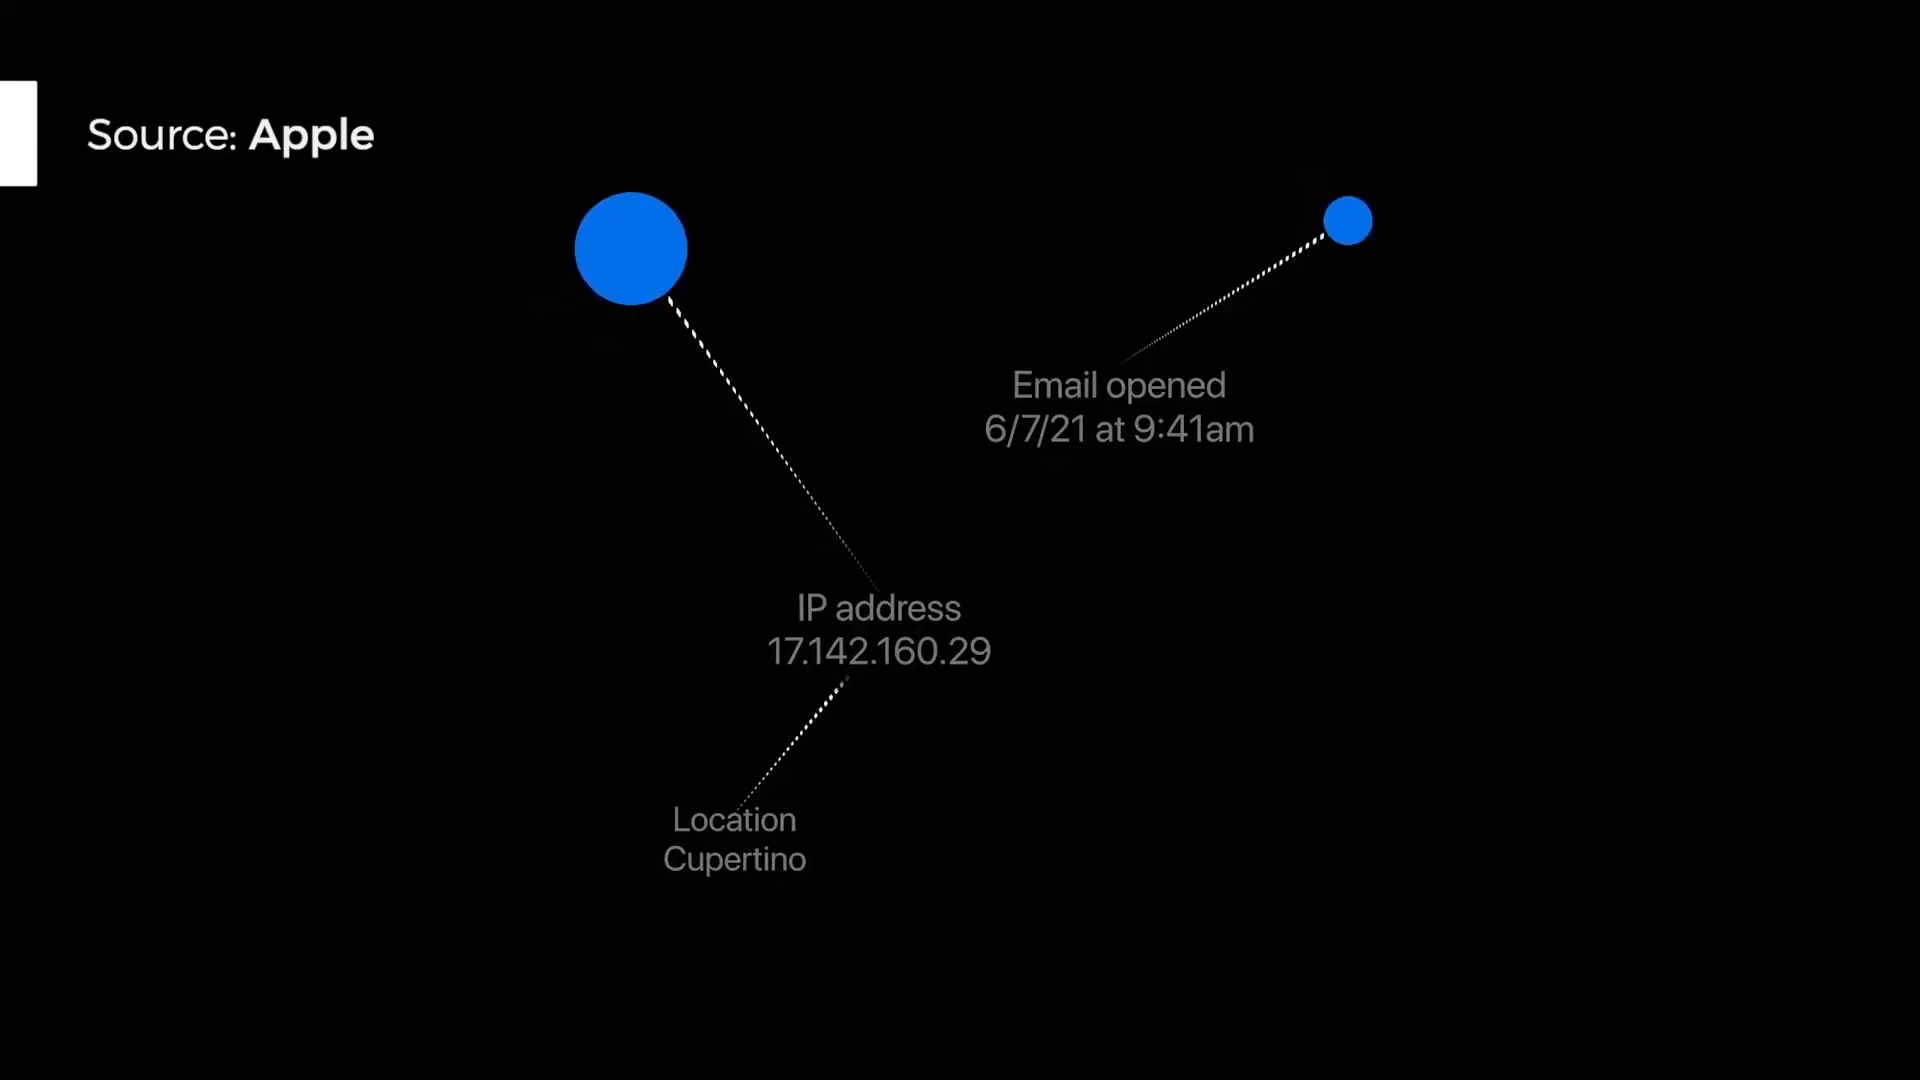 Source: Apple
Email opened
6/7/21 at 9:41am
IP address
17.142.160.29
Location
Cupertino